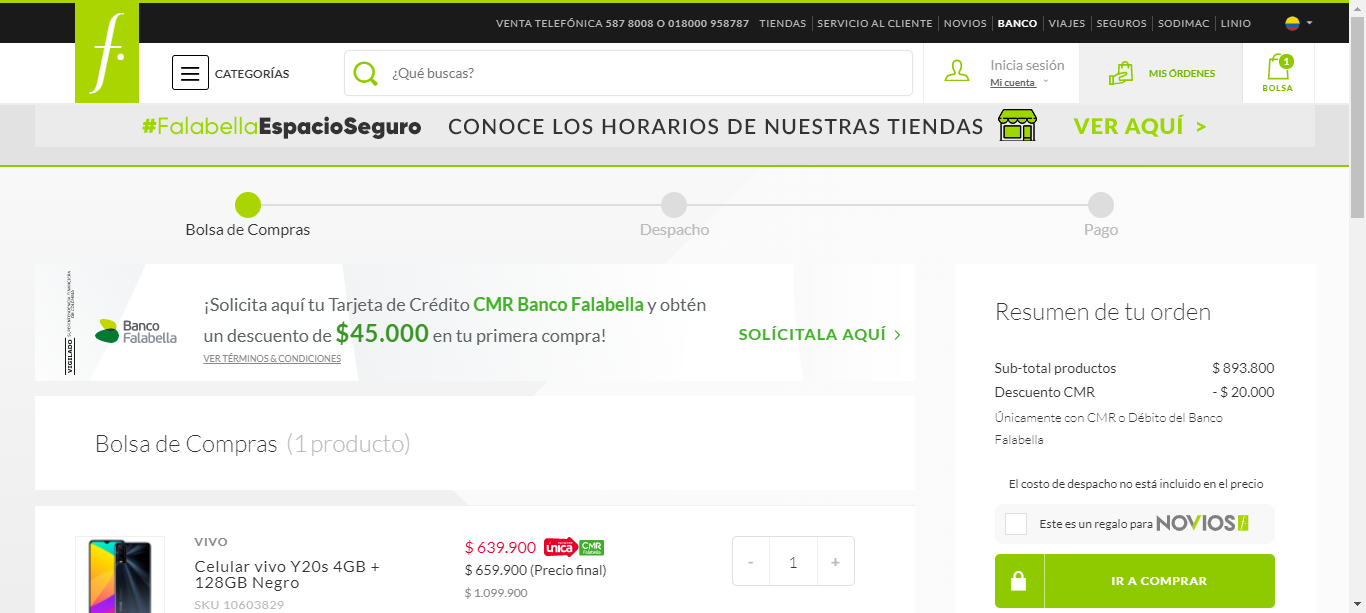 VENTA TELEFÓNICA 587 8008 O 018000 958787 TIENDAS SERVICIO AL CLIENTE NOVIOS BANCO VIAJES SEGUROS SODIMAC LINIO
f.
CATEGORÍAS
¿Qué buscas?
Inicia sesión
Mi cuenta
MIS ÓRDENES
1
BOLSA
#FalabellaEspacioSeguro CONOCE LOS HORARIOS DE NUESTRAS TIENDAS VER AQUÍ >
Bolsa de Compras
Despacho
Pago
VIGILADO SUPERINTENDENCIA FINANCIERA
DE COLOMBIA
Banco
Falabella
¡Solicita aquí tu Tarjeta de Crédito CMR Banco Falabella y obtén
un descuento de $45.000 en tu primera compra!
VER TÉRMINOS & CONDICIONES
SOLÍCITALA AQUÍ >
Bolsa de Compras (1 producto)
VIVO
Celular vivo Y20s 4GB +
128GB Negro
SKU 10603829
$ 639.900 única CMR Falabella
$ 659.900 (Precio final)
$ 1.099.900
- 1 +
Resumen de tu orden
Sub-total productos $ 893.800
Descuento CMR - $ 20.000
Únicamente con CMR o Débito del Banco
Falabella
El costo de despacho no está incluido en el precio
Este es un regalo para NOVIOS f
IR A COMPRAR